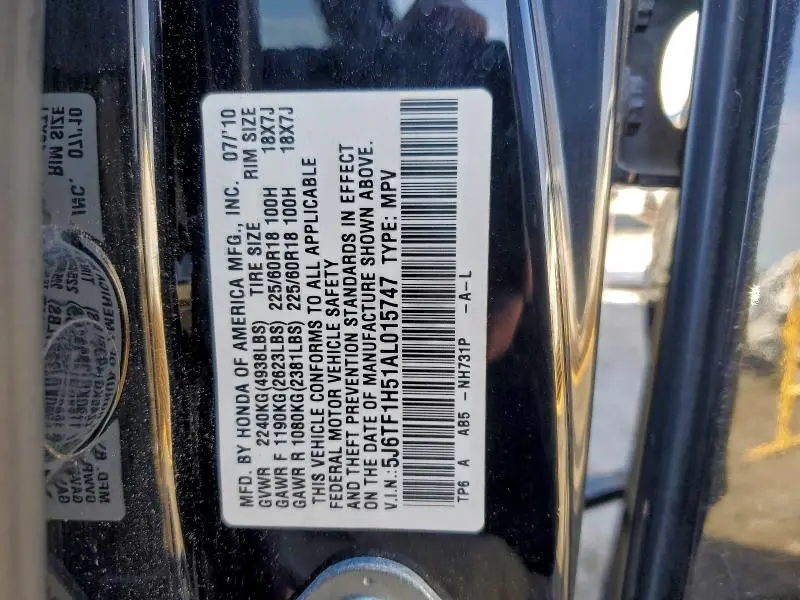 MFD. BY HONDA OF AMERICA MFG., INC. 07/'10
GVWR 2240KG(4938LBS) TIRE SIZE RIM SIZE
GAWR F 1190KG(2623LBS) 225/60R18 100H 18X7J
GAWR R 1080KG(2381LBS) 225/60R18 100H 18X7J
THIS VEHICLE CONFORMS TO ALL APPLICABLE
FEDERAL MOTOR VEHICLE SAFETY
AND THEFT PREVENTION STANDARDS IN EFFECT
ON THE DATE OF MANUFACTURE SHOWN ABOVE.
V.I.N.:5J6TF1H51AL015747 TYPE: MPV
TP6 A AB5 -NH731P -A-L